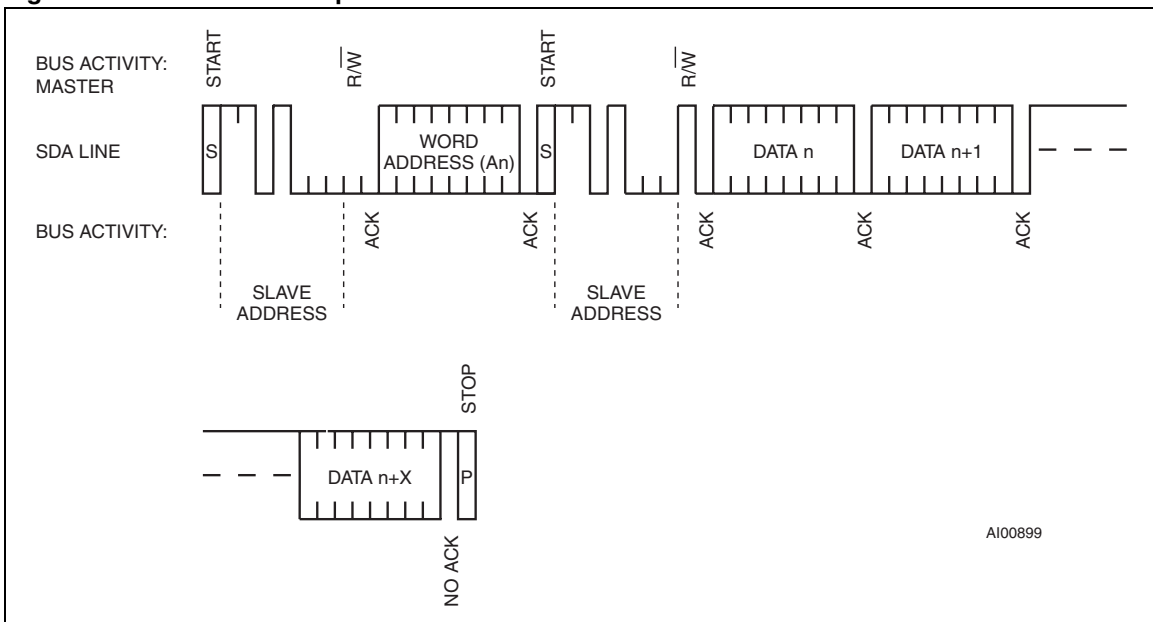 START
R/W
START
R/W
BUS ACTIVITY:
MASTER
SDA LINE
S
WORD
ADDRESS (An)
S
DATA n
DATA n+1
BUS ACTIVITY:
ACK
ACK
ACK
ACK
ACK
SLAVE
ADDRESS
SLAVE
ADDRESS
STOP
DATA n+X
P
NO ACK
AI00899